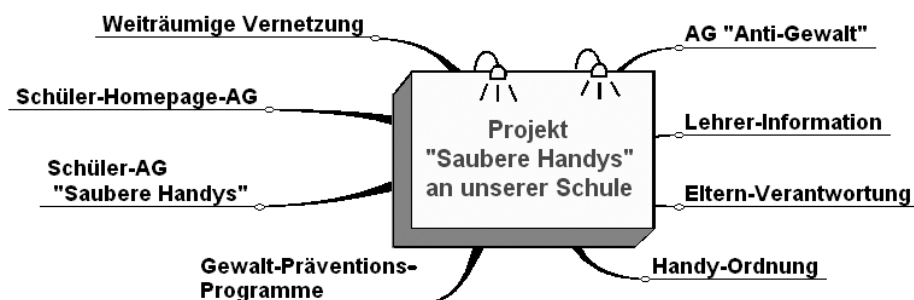 Weiträumige Vernetzung
AG "Anti-Gewalt"
Schüler-Homepage-AG
Projekt
"Saubere Handys"
an unserer Schule
Lehrer-Information
Schüler-AG
"Saubere Handys"
Eltern-Verantwortung
Gewalt-Präventions-
Programme
Handy-Ordnung